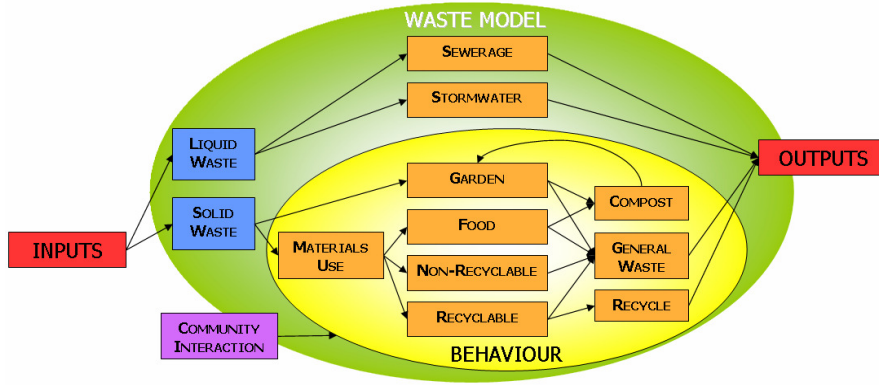 WASTE MODEL
SEWERAGE
STORMWATER
LIQUID
WASTE
OUTPUTS
GARDEN
COMPOST
SOLID
WASTE
FOOD
INPUTS
MATERIALS
USE
GENERAL
WASTE
NON-RECYCLABLE
RECYCLABLE
RECYCLE
COMMUNITY
INTERACTION
BEHAVIOUR